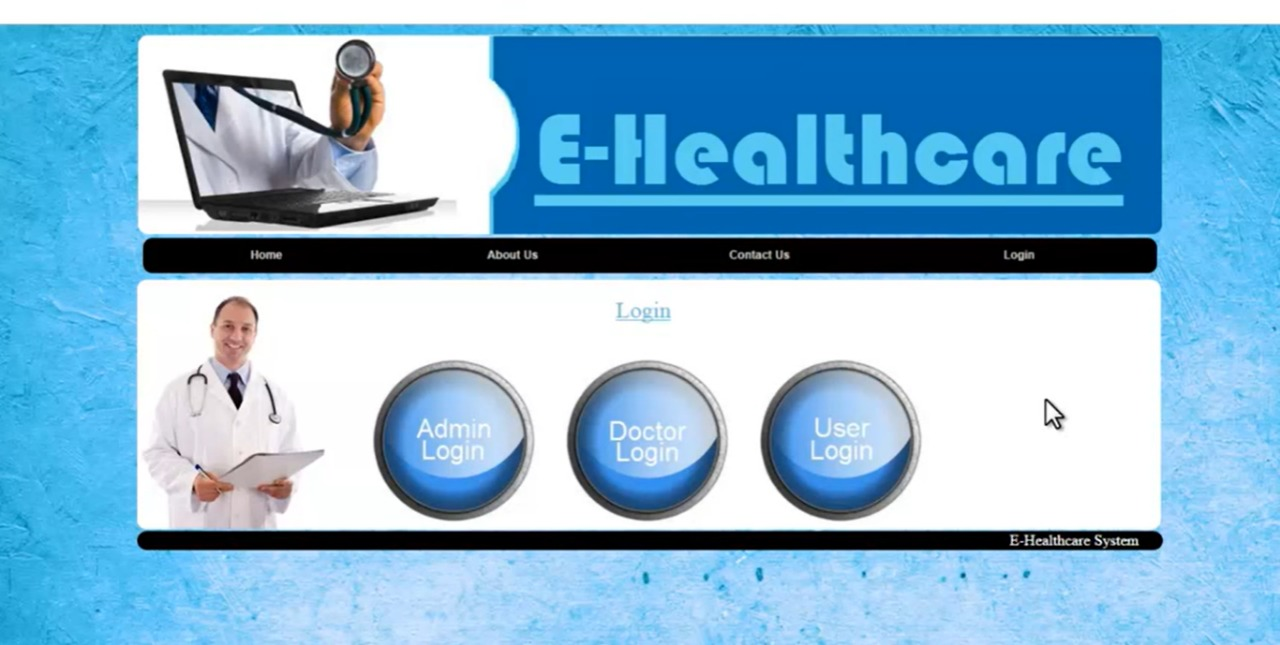 E-Healthcare
Home About Us Contact Us Login
Login
Admin
Login
Doctor
Login
User
Login
E-Healthcare System